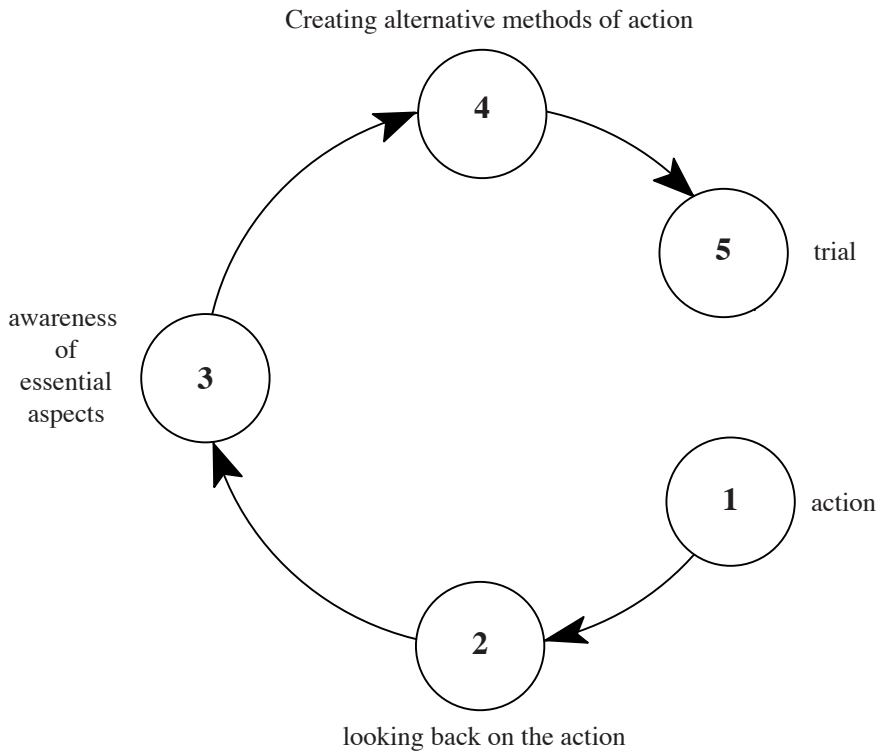 Creating alternative methods of action
4
5
trial
awareness
of
essential
aspects
3
1
action
2
looking back on the action